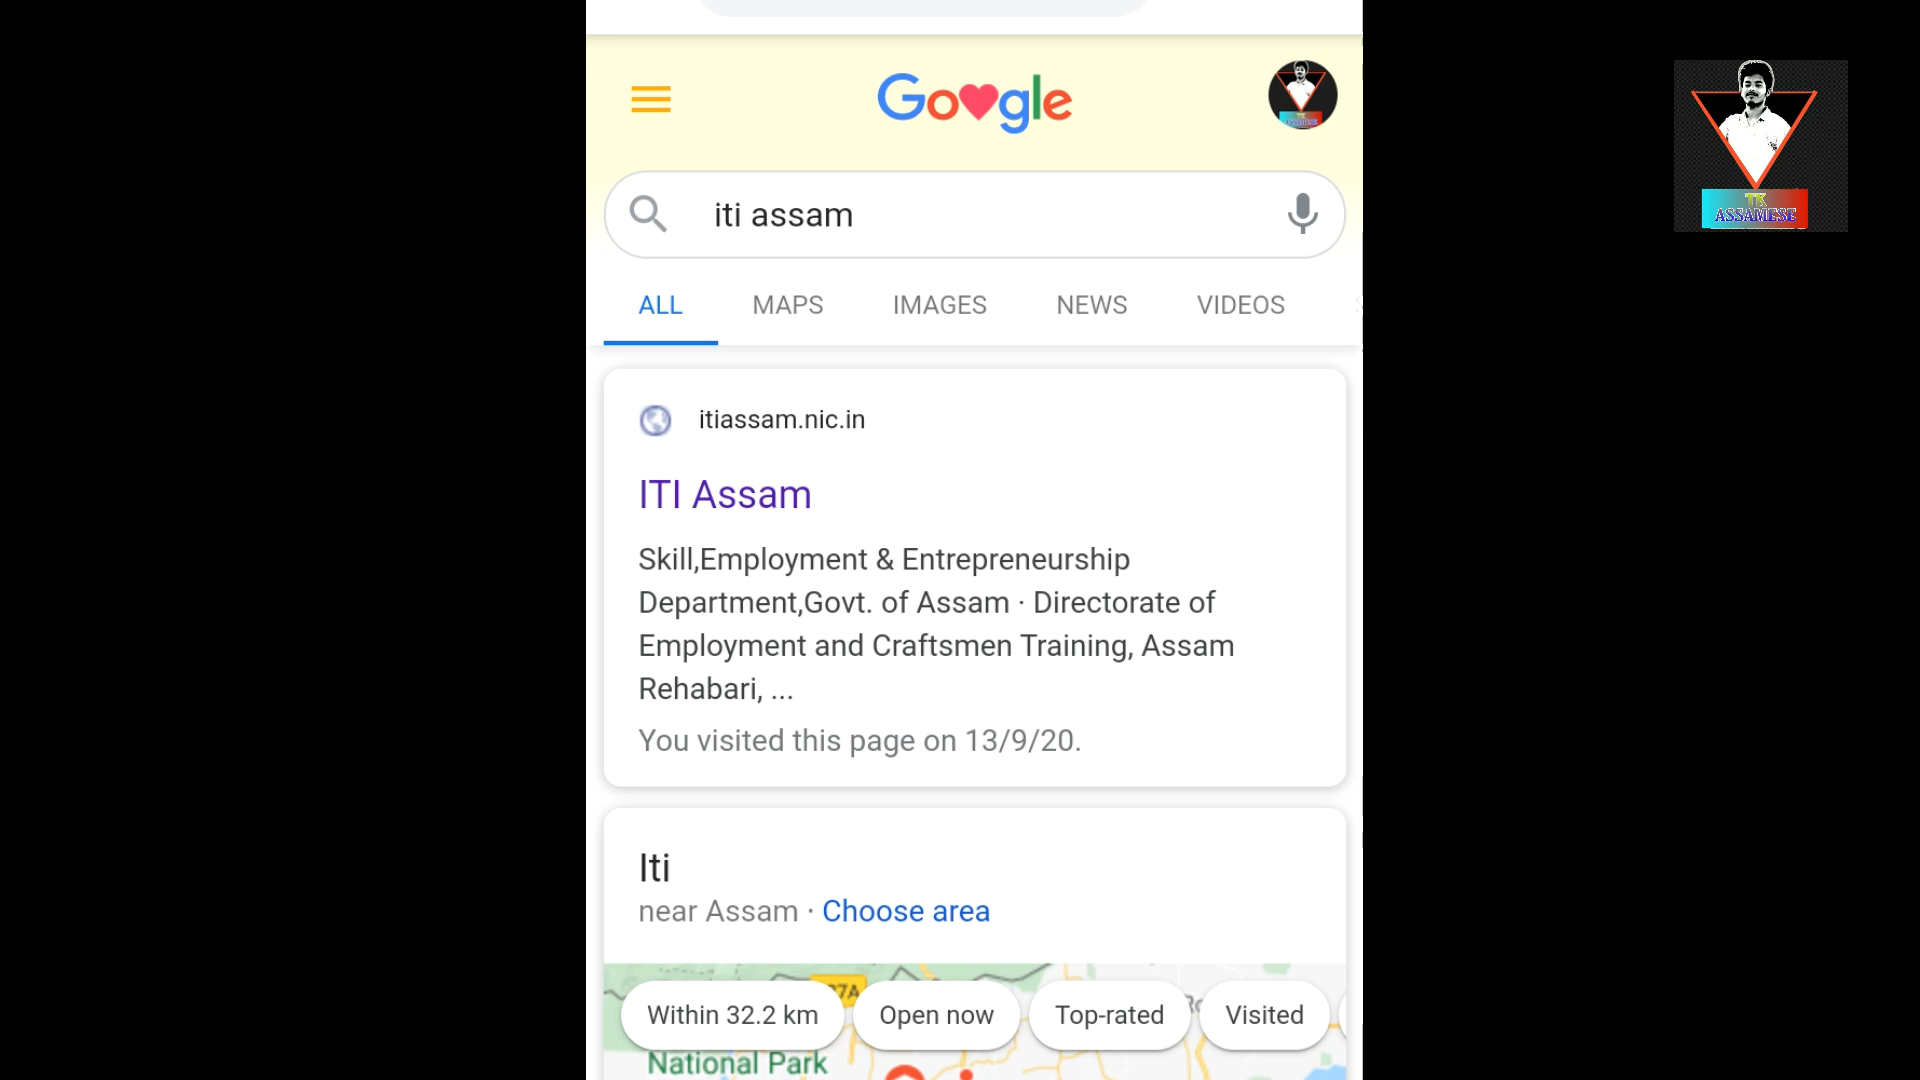 Google
iti assam
ALL MAPS IMAGES NEWS VIDEOS
itiassam.nic.in
ITI Assam
Skill,Employment & Entrepreneurship
Department,Govt. of Assam · Directorate of
Employment and Craftsmen Training, Assam
Rehabari, ...
You visited this page on 13/9/20.
Iti
near Assam · Choose area
Within 32.2 km Open now Top-rated Visited
National Park
TK
ASSAMESE